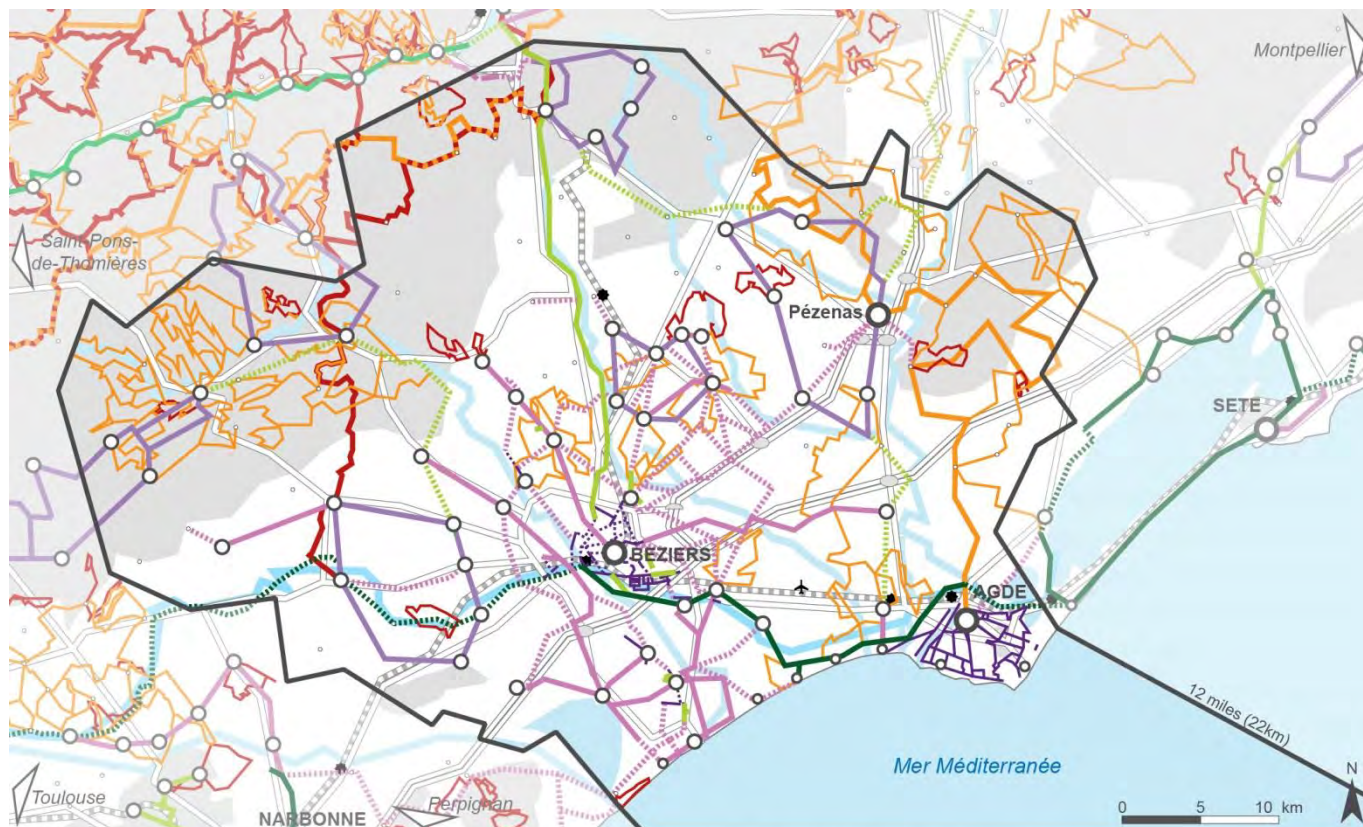 Montpellier
Saint-Pons-
de-Thomières
Pézenas
SETE
BEZIERS
AGDE
12 miles (22km)
Mer Méditerranée
N
Toulouse
Perpignan
NARBONNE
0 5 10 km